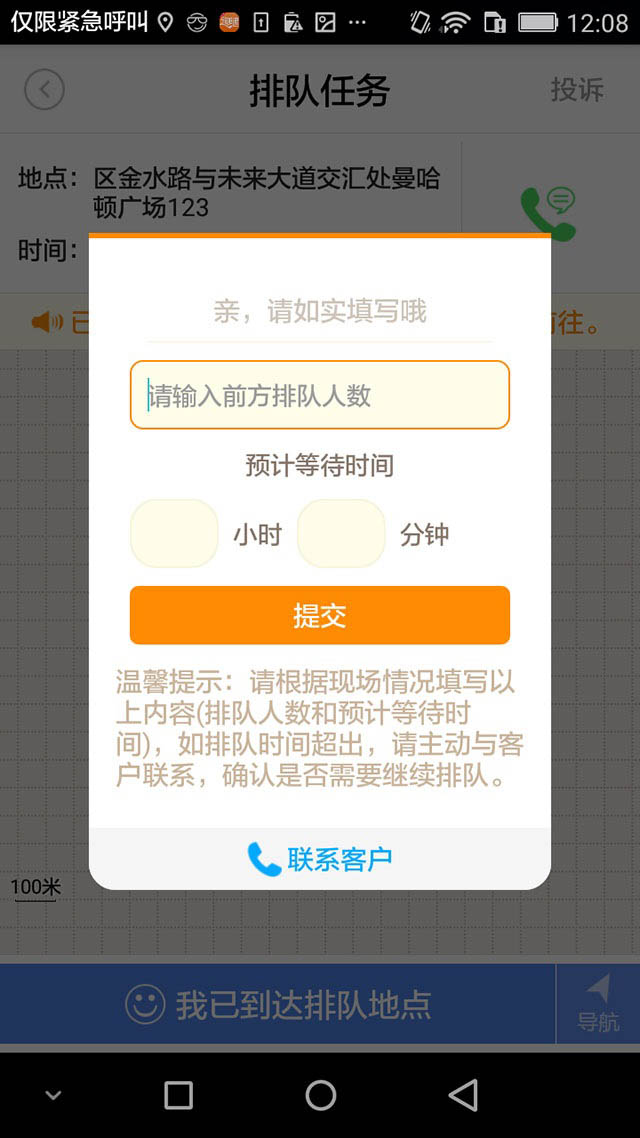 仅限紧急呼叫
12:08
排队任务
投诉
地点：区金水路与未来大道交汇处曼哈
顿广场123
时间：
前往。
亲，请如实填写哦
请输入前方排队人数
预计等待时间
小时 分钟
提交
温馨提示：请根据现场情况填写以
上内容(排队人数和预计等待时
间)，如排队时间超出，请主动与客
户联系，确认是否需要继续排队。
联系客户
100米
我已到达排队地点
导航